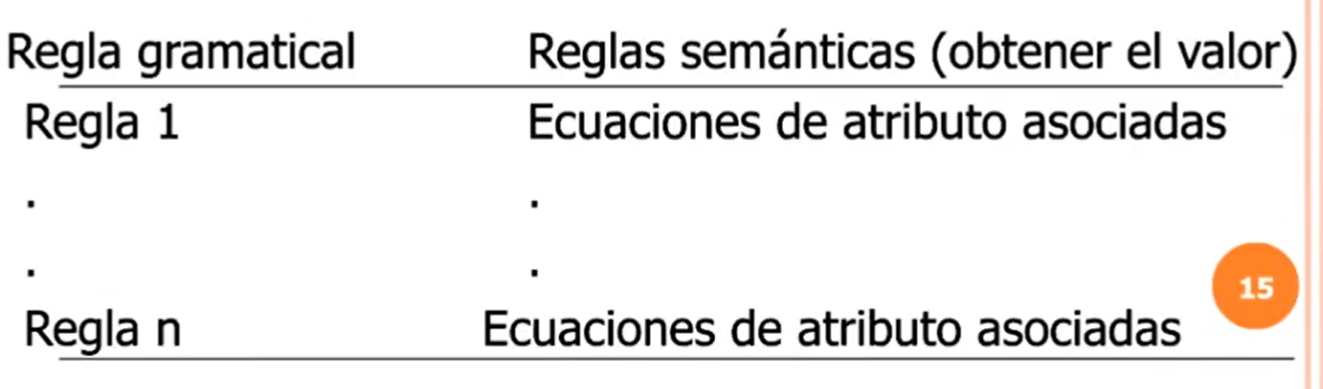 Regla gramatical Reglas semánticas (obtener el valor)
Regla 1 Ecuaciones de atributo asociadas
. .
. .
15
Regla n Ecuaciones de atributo asociadas